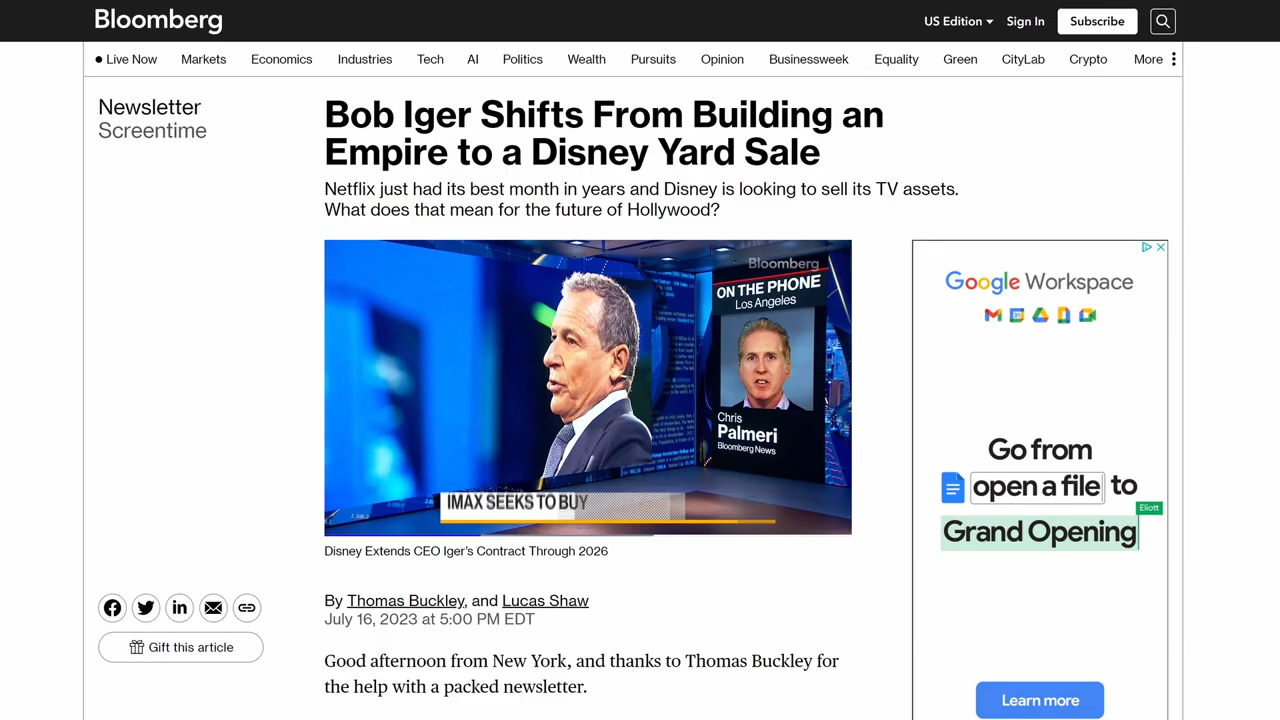 Bloomberg
US Edition
Sign In
Subscribe
Live Now
Markets
Economics
Industries
Tech
AI
Politics
Wealth
Pursuits
Opinion
Businessweek
Equality
Green
CityLab
Crypto
More
Newsletter
Screentime
Bob Iger Shifts From Building an
Empire to a Disney Yard Sale
Netflix just had its best month in years and Disney is looking to sell its TV assets.
What does that mean for the future of Hollywood?
Bloomberg
ON THE PHONE
Los Angeles
Chris
Palmeri
Bloomberg News
IMAX SEEKS TO BUY
Disney Extends CEO Iger's Contract Through 2026
By Thomas Buckley, and Lucas Shaw
July 16, 2023 at 5:00 PM EDT
Gift this article
Good afternoon from New York, and thanks to Thomas Buckley for
the help with a packed newsletter.
Google Workspace
Go from
open a file to
Eliott
Grand Opening
Learn more